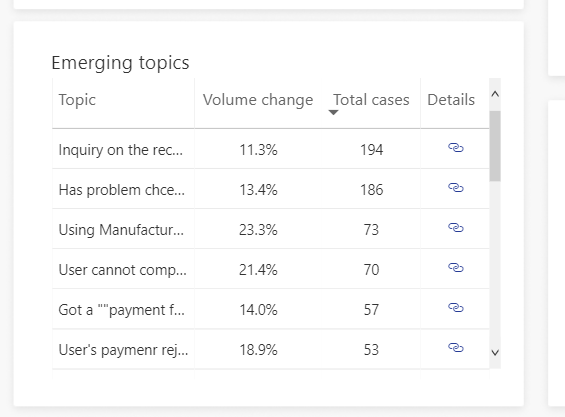 Emerging topics
Topic Volume change Total cases Details
Inquiry on the rec... 11.3% 194
Has problem chce... 13.4% 186
Using Manufactur... 23.3% 73
User cannot comp... 21.4% 70
Got a ""payment f... 14.0% 57
User's paymenr rej... 18.9% 53